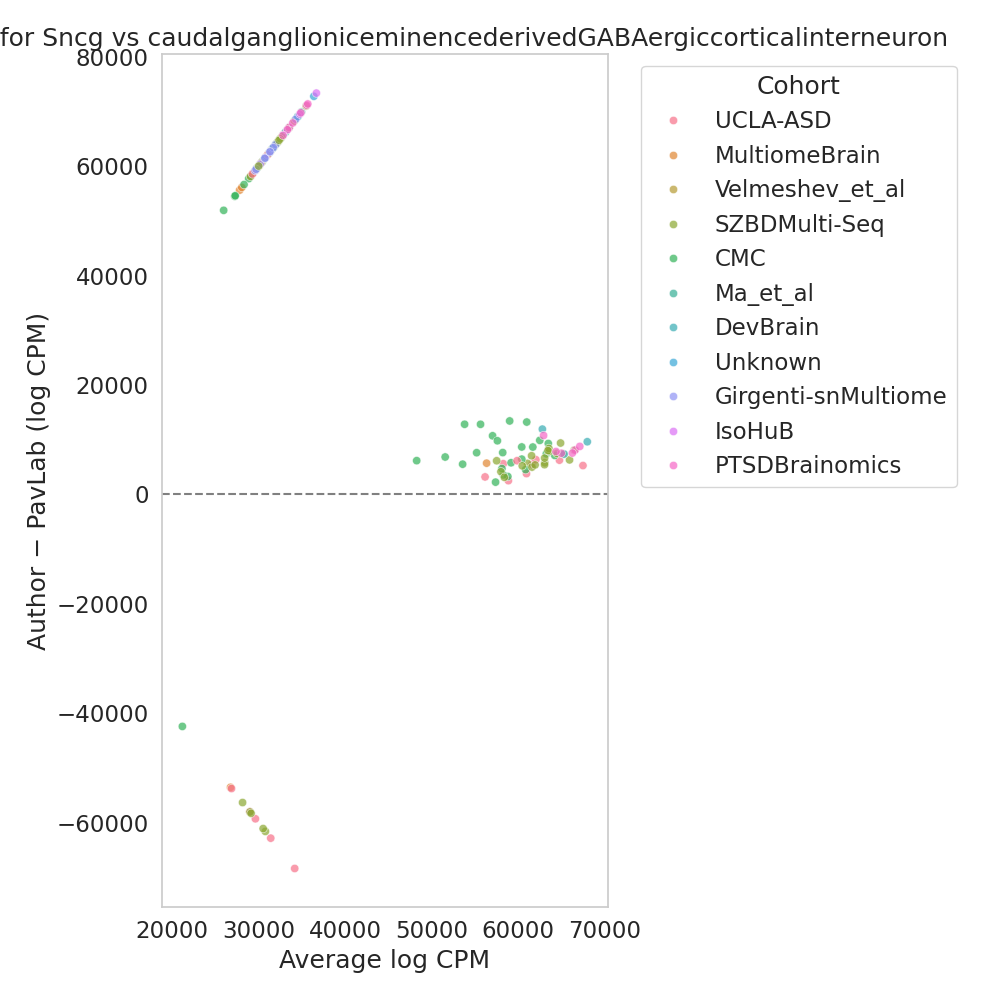 for Sncg vs caudalganglioniceminencederivedGABAergiccorticalinterneuron
80000
60000
40000
20000
0
−20000
−40000
−60000
Author − PavLab (log CPM)
20000 30000 40000 50000 60000 70000
Average log CPM
Cohort
UCLA-ASD
MultiomeBrain
Velmeshev_et_al
SZBDMulti-Seq
CMC
Ma_et_al
DevBrain
Unknown
Girgenti-snMultiome
IsoHuB
PTSDBrainomics